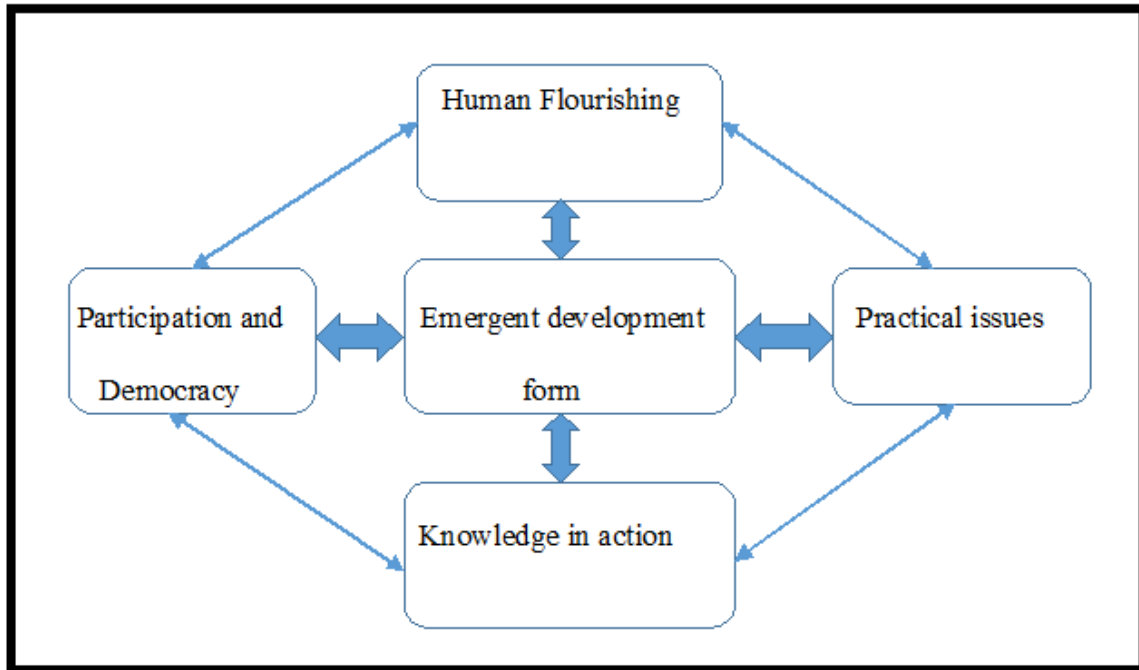 Human Flourishing
Participation and
Democracy
Emergent development
form
Practical issues
Knowledge in action